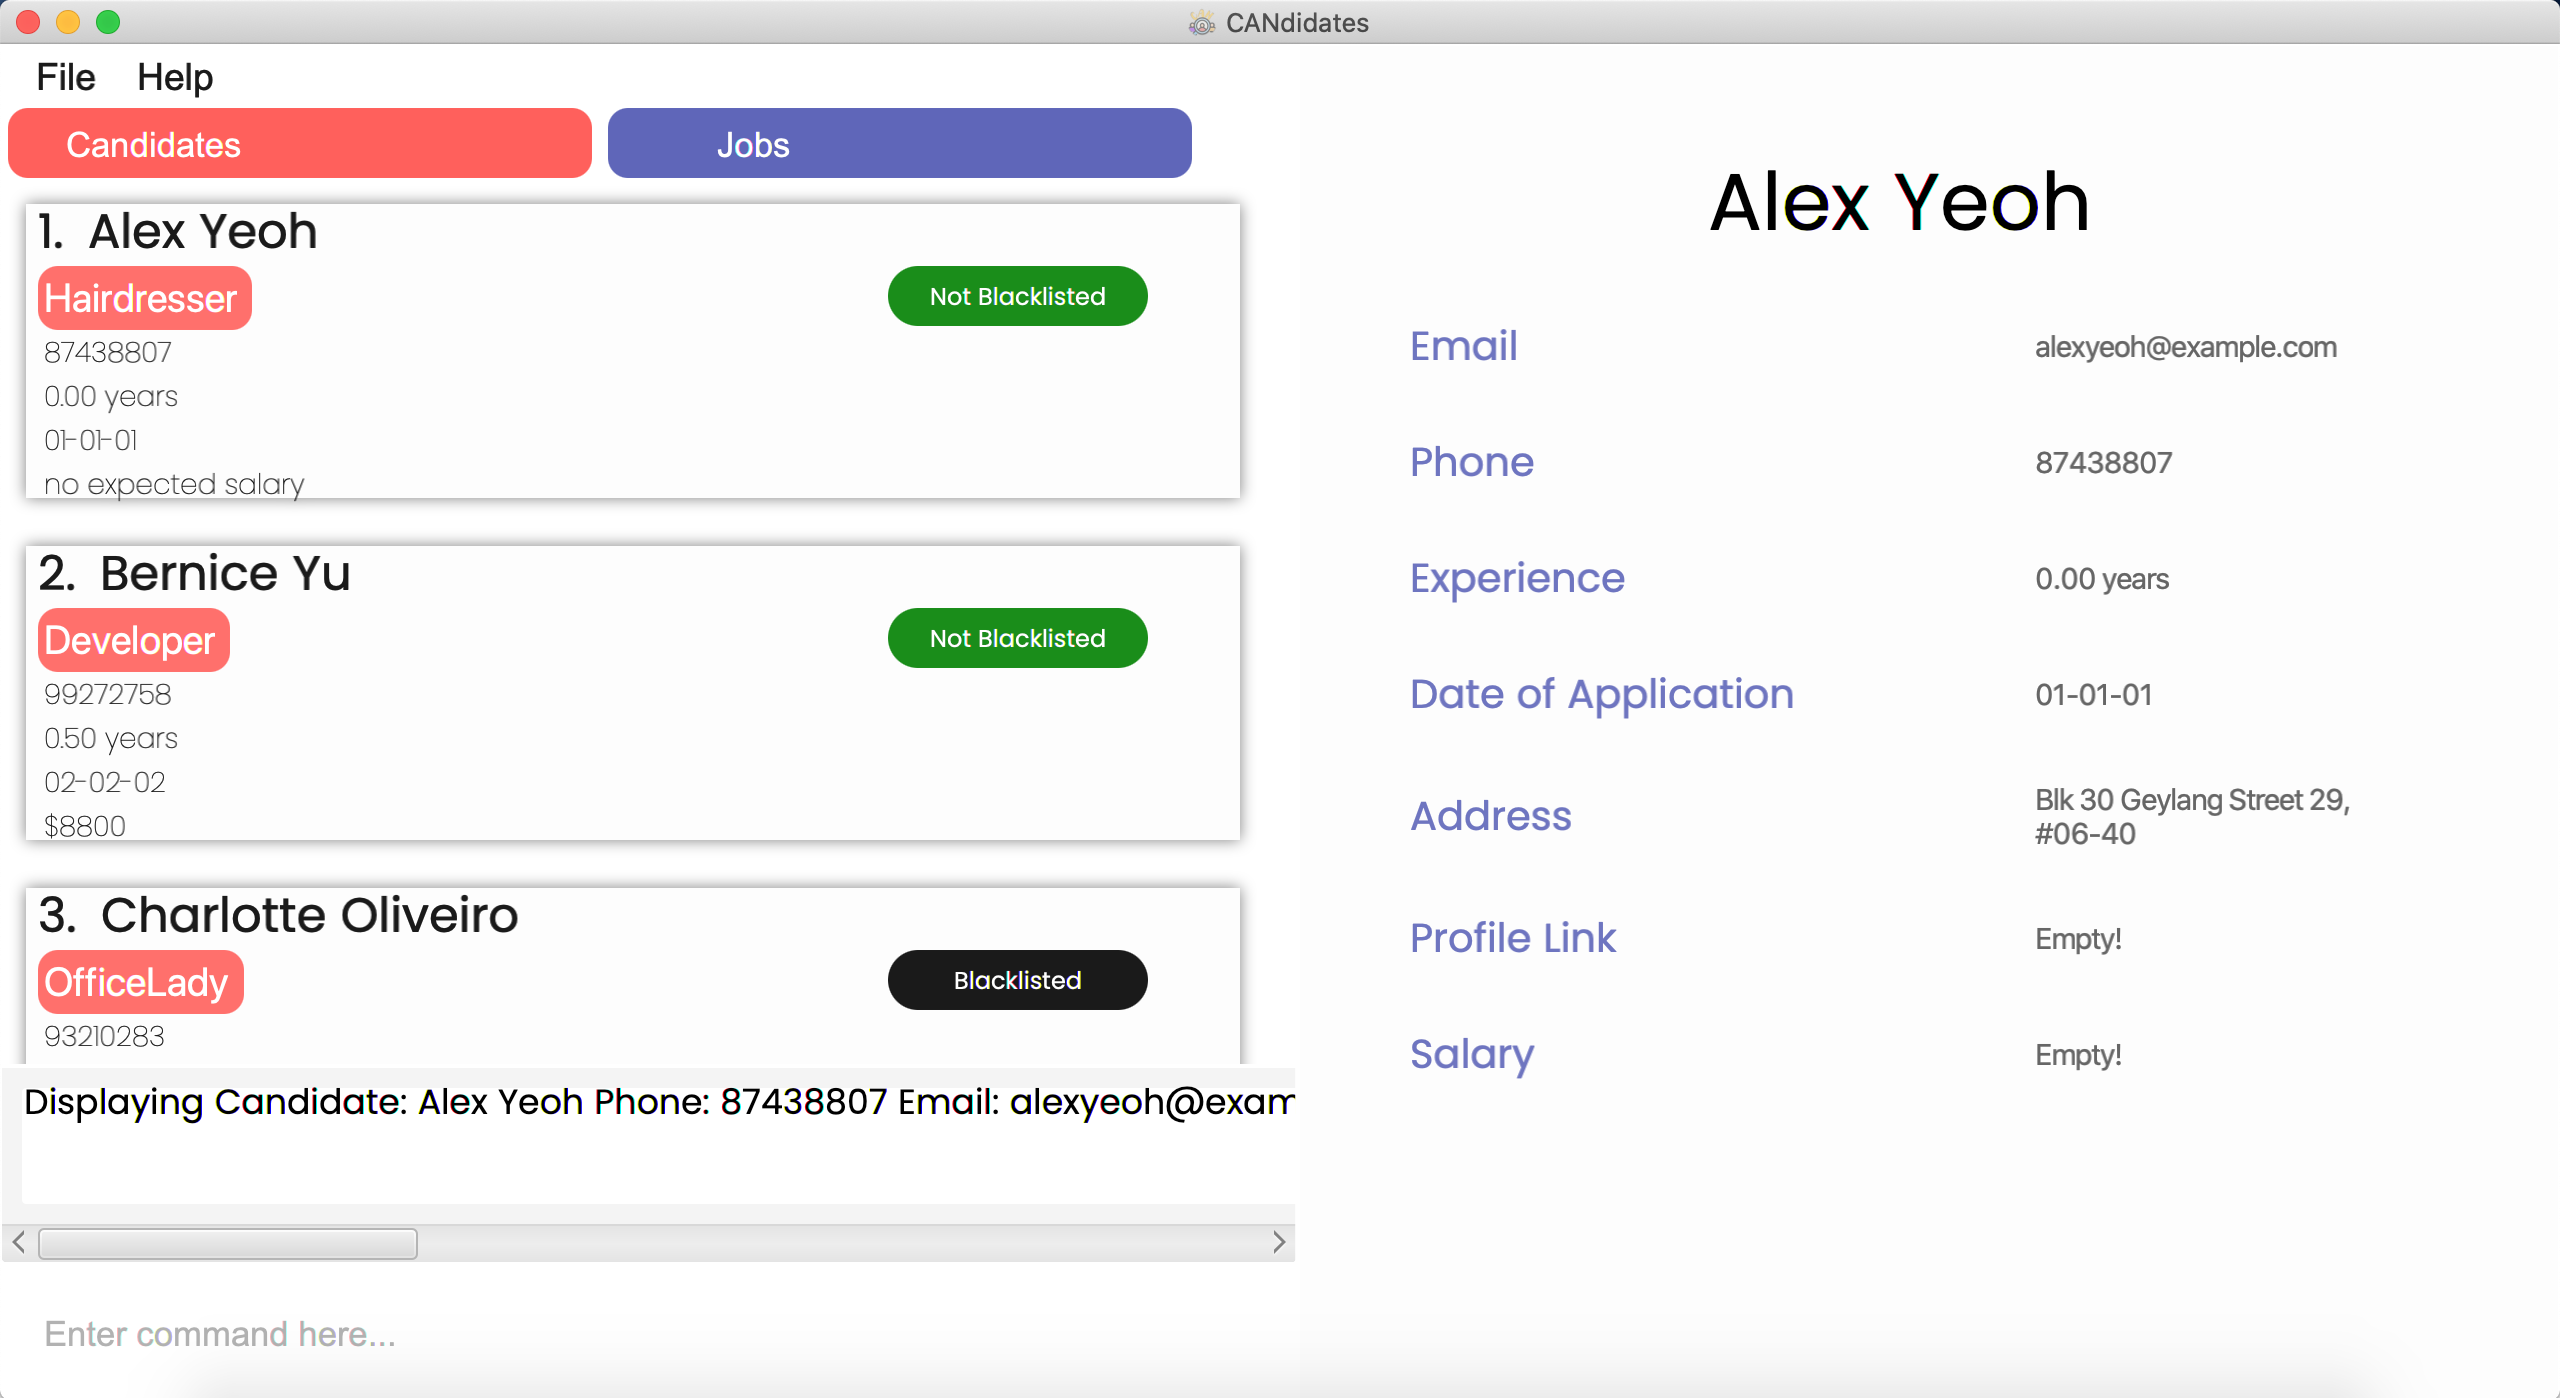 CANdidates
File Help
Candidates Jobs
1. Alex Yeoh
Hairdresser
Not Blacklisted
87438807
0.00 years
01-01-01
no expected salary
2. Bernice Yu
Developer
Not Blacklisted
99272758
0.50 years
02-02-02
$8800
3. Charlotte Oliveiro
OfficeLady
Blacklisted
93210283
Displaying Candidate: Alex Yeoh Phone: 87438807 Email: alexyeoh@exam
Enter command here...
Alex Yeoh
Email alexyeoh@example.com
Phone 87438807
Experience 0.00 years
Date of Application 01-01-01
Address Blk 30 Geylang Street 29,
#06-40
Profile Link Empty!
Salary Empty!